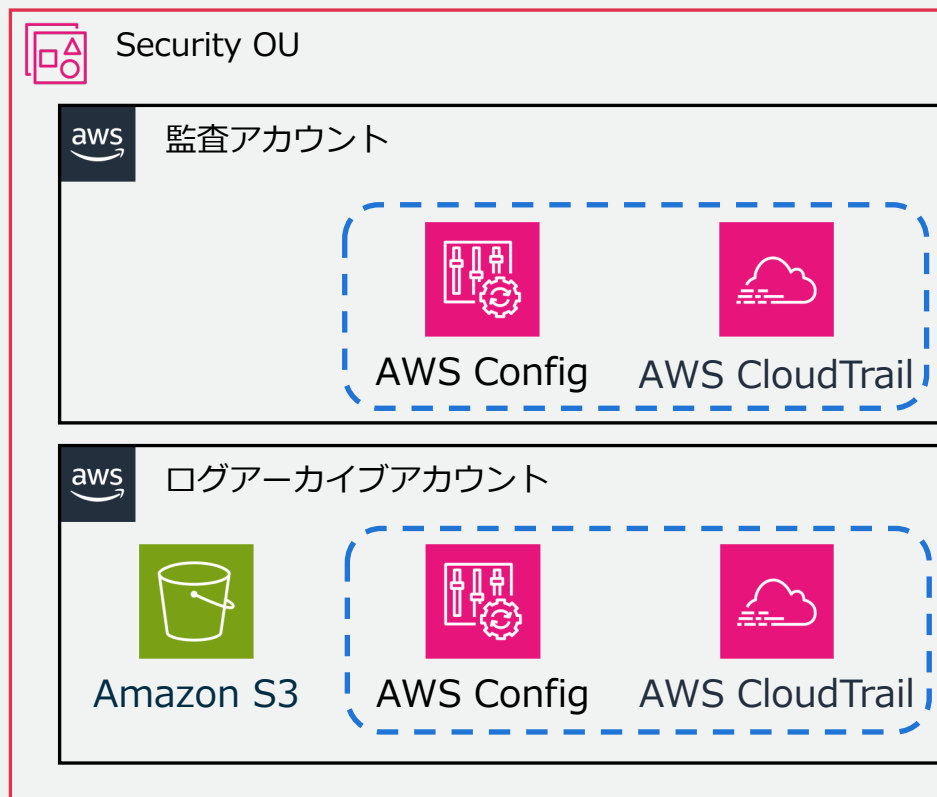 Security OU
aws
監査アカウント
AWS Config
AWS CloudTrail
aws
ログアーカイブアカウント
Amazon S3
AWS Config
AWS CloudTrail